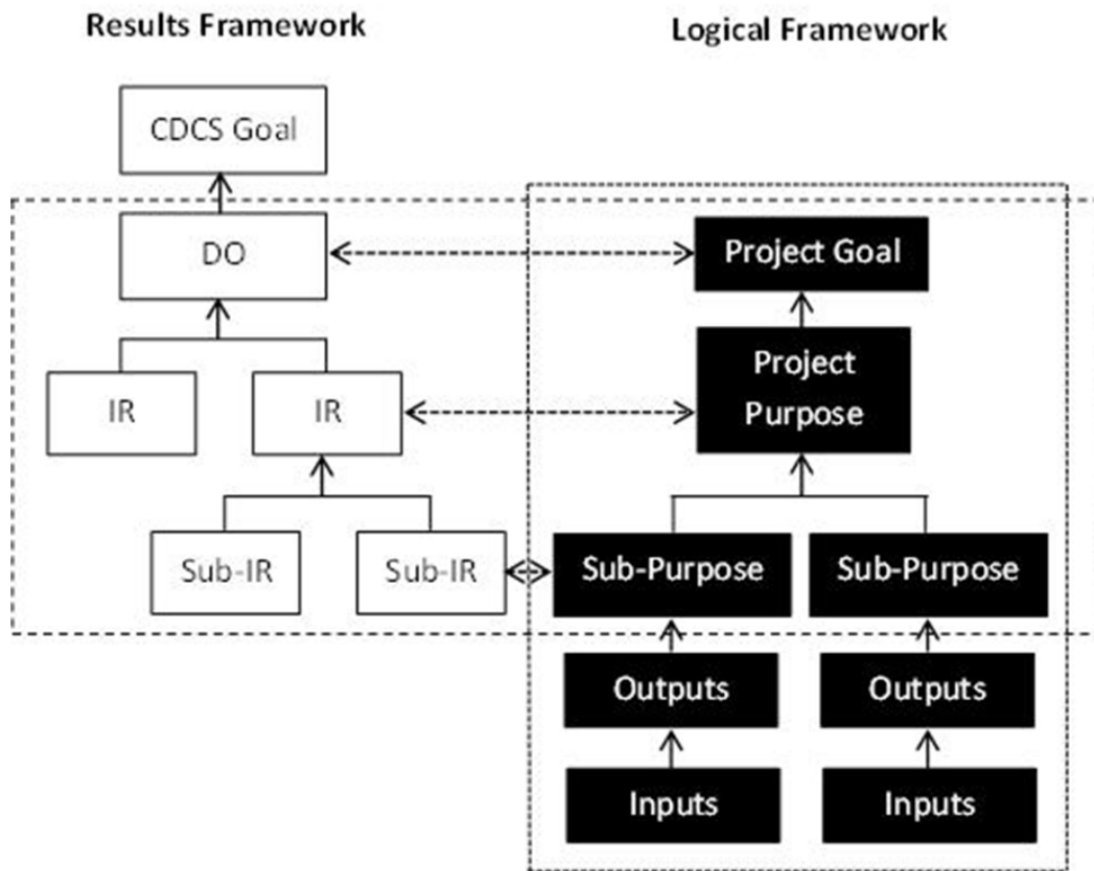 Results Framework
Logical Framework
CDCS Goal
DO
Project Goal
IR
IR
Project
Purpose
Sub-IR
Sub-IR
Sub-Purpose
Sub-Purpose
Outputs
Outputs
Inputs
Inputs